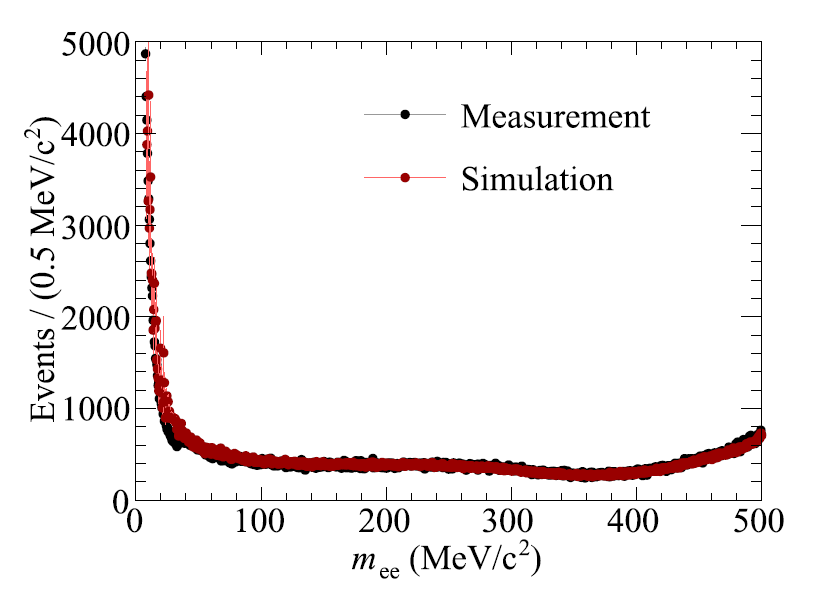 Events / (0.5 MeV/c²)
5000
4000
3000
2000
1000
0
Measurement
Simulation
0 100 200 300 400 500
m_ee (MeV/c²)